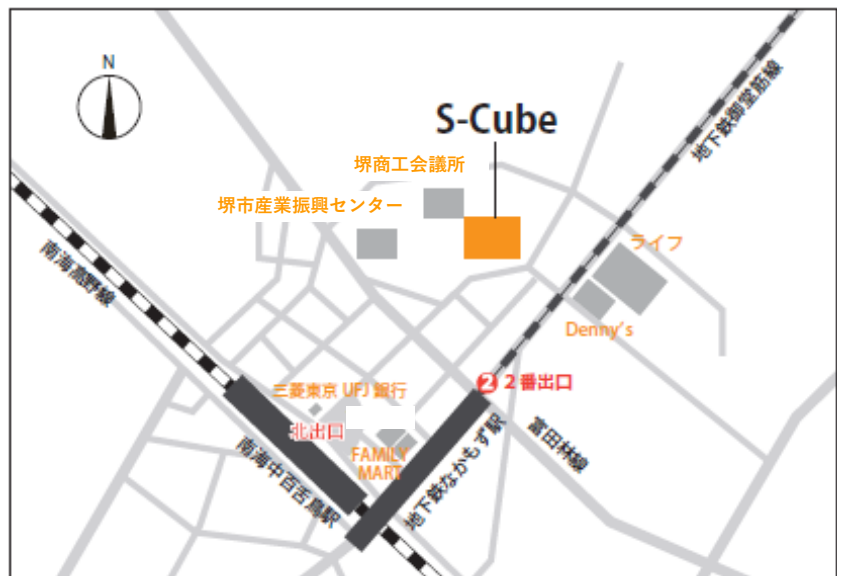 N
S-Cube
地下鉄御堂筋線
堺商工会議所
堺市産業振興センター
ライフ
南海高野線
Denny's
2 2番出口
三菱東京UFJ銀行
北出口
富田林線
FAMILY
MART
地下鉄なかもず駅
南海中百舌鳥駅